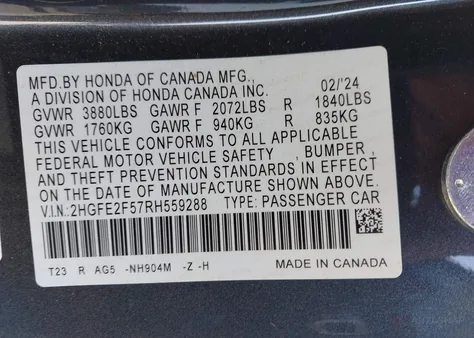 MFD.BY HONDA OF CANADA MFG.,
A DIVISION OF HONDA CANADA INC. 02/'24
GVWR 3880LBS GAWR F 2072LBS R 1840LBS
GVWR 1760KG GAWR F 940KG R 835KG
THIS VEHICLE CONFORMS TO ALL APPLICABLE
FEDERAL MOTOR VEHICLE SAFETY , BUMPER ,
AND THEFT PREVENTION STANDARDS IN EFFECT
ON THE DATE OF MANUFACTURE SHOWN ABOVE.
V.I.N:2HGFE2F57RH559288 TYPE: PASSENGER CAR
T23 R AG5 -NH904M -Z -H MADE IN CANADA